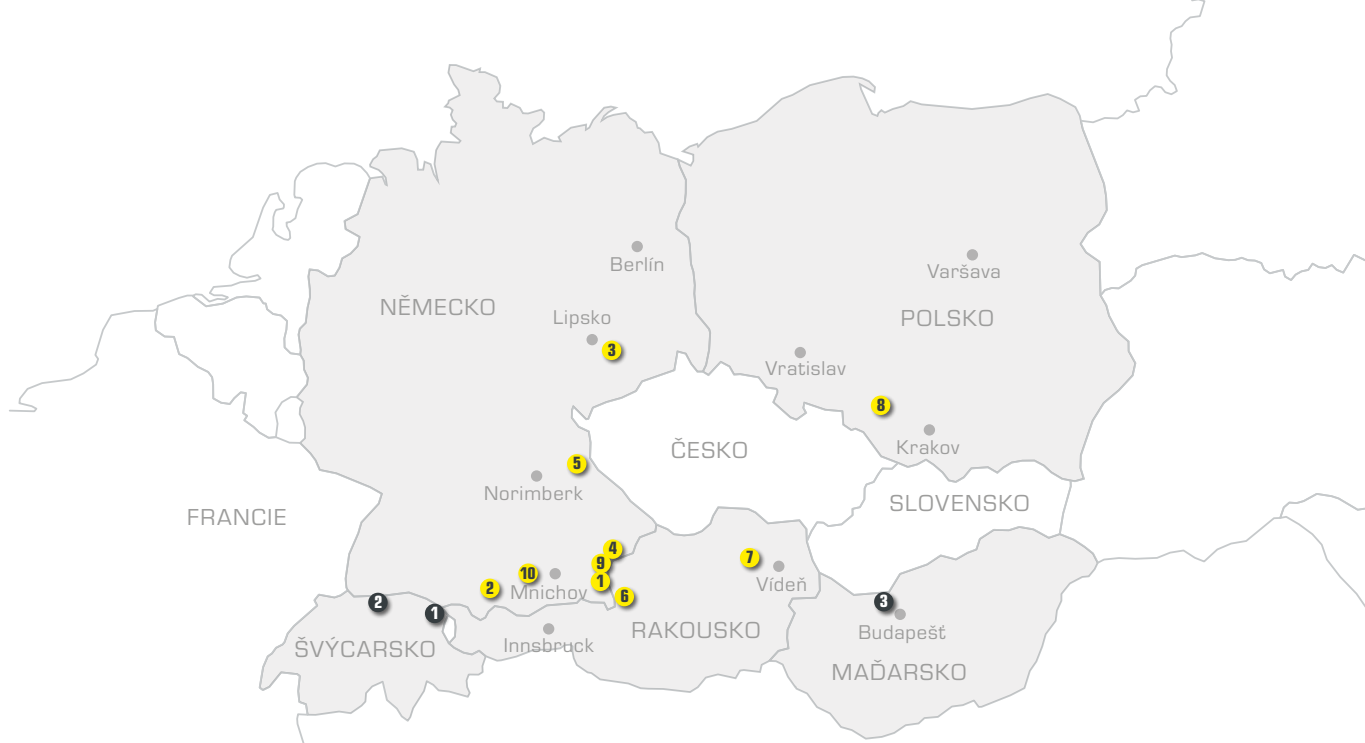 Berlín
Varšava
NĚMECKO
Lipsko
POLSKO
3
Vratislav
8
Krakov
ČESKO
5
Norimberk
SLOVENSKO
FRANCIE
4
7
9
10
1
2
Mnichov
Vídeň
6
2
1
3
RAKOUSKO
Budapešť
Innsbruck
ŠVÝCARSKO
MAĎARSKO